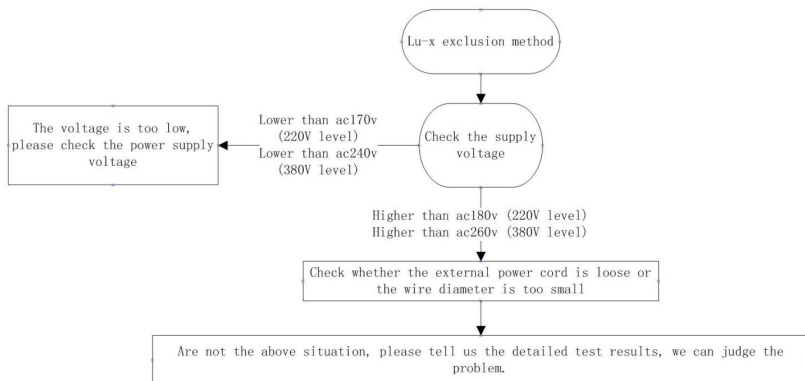 Lu-x exclusion method
Check the supply
voltage
Lower than ac170v
(220V level)
Lower than ac240v
(380V level)
The voltage is too low,
please check the power supply
voltage
Higher than ac180v (220V level)
Higher than ac260v (380V level)
Check whether the external power cord is loose or
the wire diameter is too small
Are not the above situation, please tell us the detailed test results, we can judge the
problem.